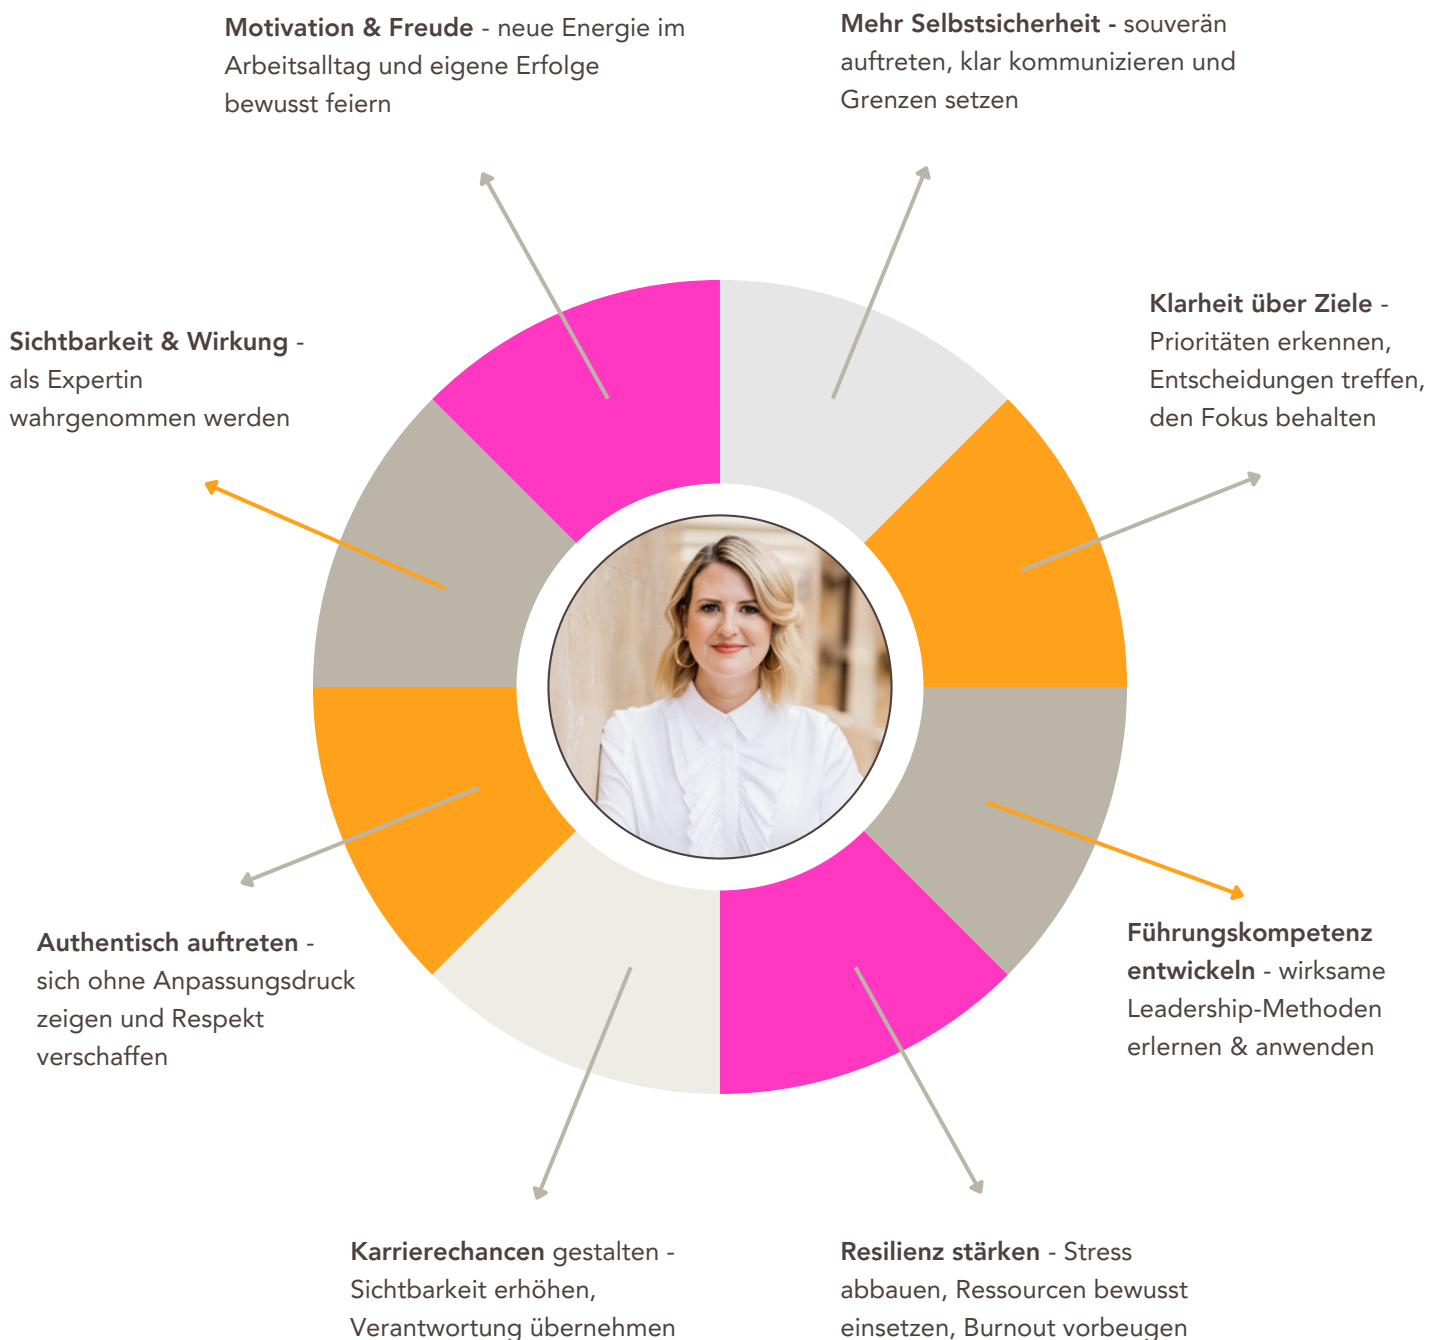 Motivation & Freude - neue Energie im
Arbeitsalltag und eigene Erfolge
bewusst feiern
Mehr Selbstsicherheit - souverän
auftreten, klar kommunizieren und
Grenzen setzen
Klarheit über Ziele -
Prioritäten erkennen,
Entscheidungen treffen,
den Fokus behalten
Sichtbarkeit & Wirkung -
als Expertin
wahrgenommen werden
Authentisch auftreten -
sich ohne Anpassungsdruck
zeigen und Respekt
verschaffen
Führungskompetenz
entwickeln - wirksame
Leadership-Methoden
erlernen & anwenden
Karrierechancen gestalten -
Sichtbarkeit erhöhen,
Verantwortung übernehmen
Resilienz stärken - Stress
abbauen, Ressourcen bewusst
einsetzen, Burnout vorbeugen